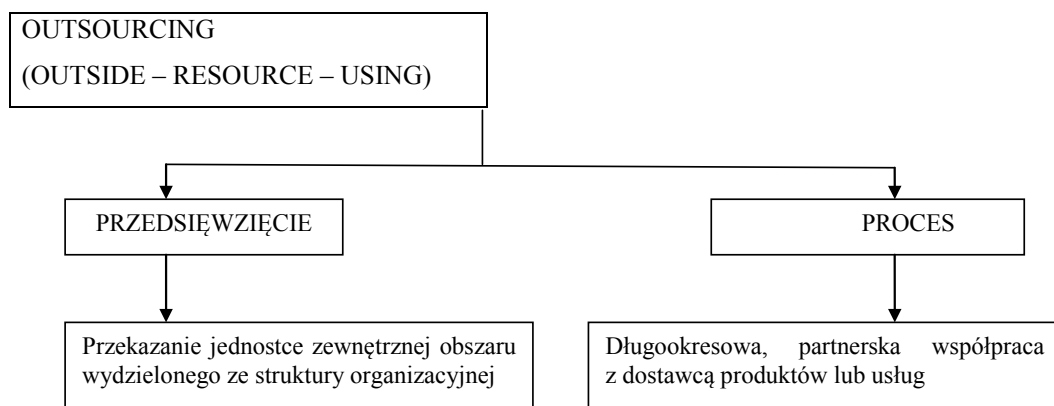 OUTSOURCING
(OUTSIDE – RESOURCE – USING)
PRZEDSIĘWZIĘCIE
PROCES
Przekazanie jednostce zewnętrznej obszaru
wydzielonego ze struktury organizacyjnej
Długookresowa, partnerska współpraca
z dostawcą produktów lub usług